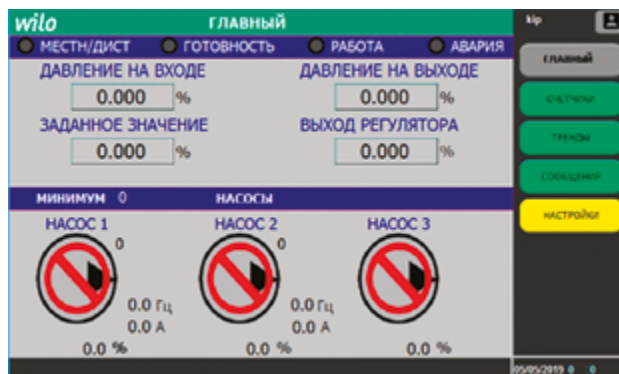 wilo ГЛАВНЫЙ kip
МЕСТН/ДИСТ ГОТОВНОСТЬ РАБОТА АВАРИЯ
ГЛАВНЫЙ
ДАВЛЕНИЕ НА ВХОДЕ ДАВЛЕНИЕ НА ВЫХОДЕ
0.000 % 0.000 %
СЧЕТЧИКИ
ЗАДАННОЕ ЗНАЧЕНИЕ ВЫХОД РЕГУЛЯТОРА
ТРЕНДЫ
0.000 % 0.000 %
СООБЩЕНИЯ
МИНИМУМ 0 НАСОСЫ
НАСТРОЙКИ
НАСОС 1 НАСОС 2 НАСОС 3
0 0
0.0 Гц 0.0 Гц
0.0 А 0.0 А
0.0 % 0.0 % 0.0 %
05/05/2019 0 :0